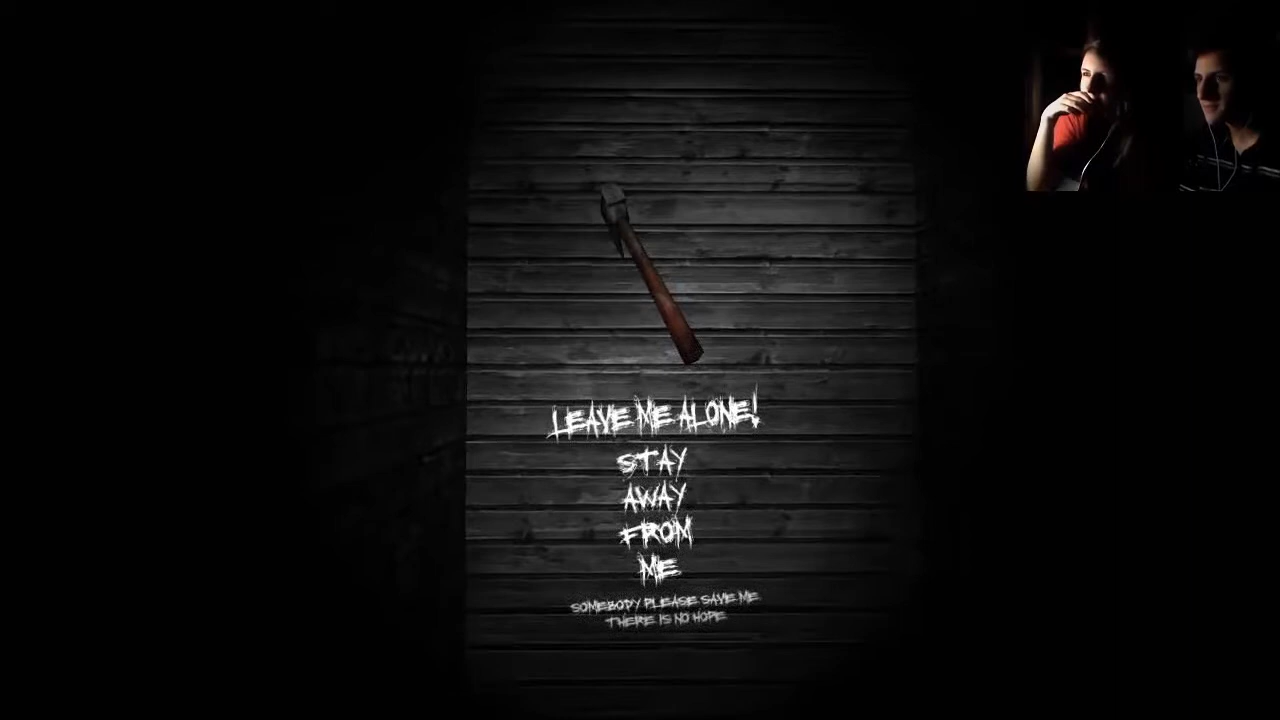 LEAVE ME ALONE!
STAY
AWAY
FROM
ME
SOMEBODY PLEASE SAVE ME
THERE IS NO HOPE